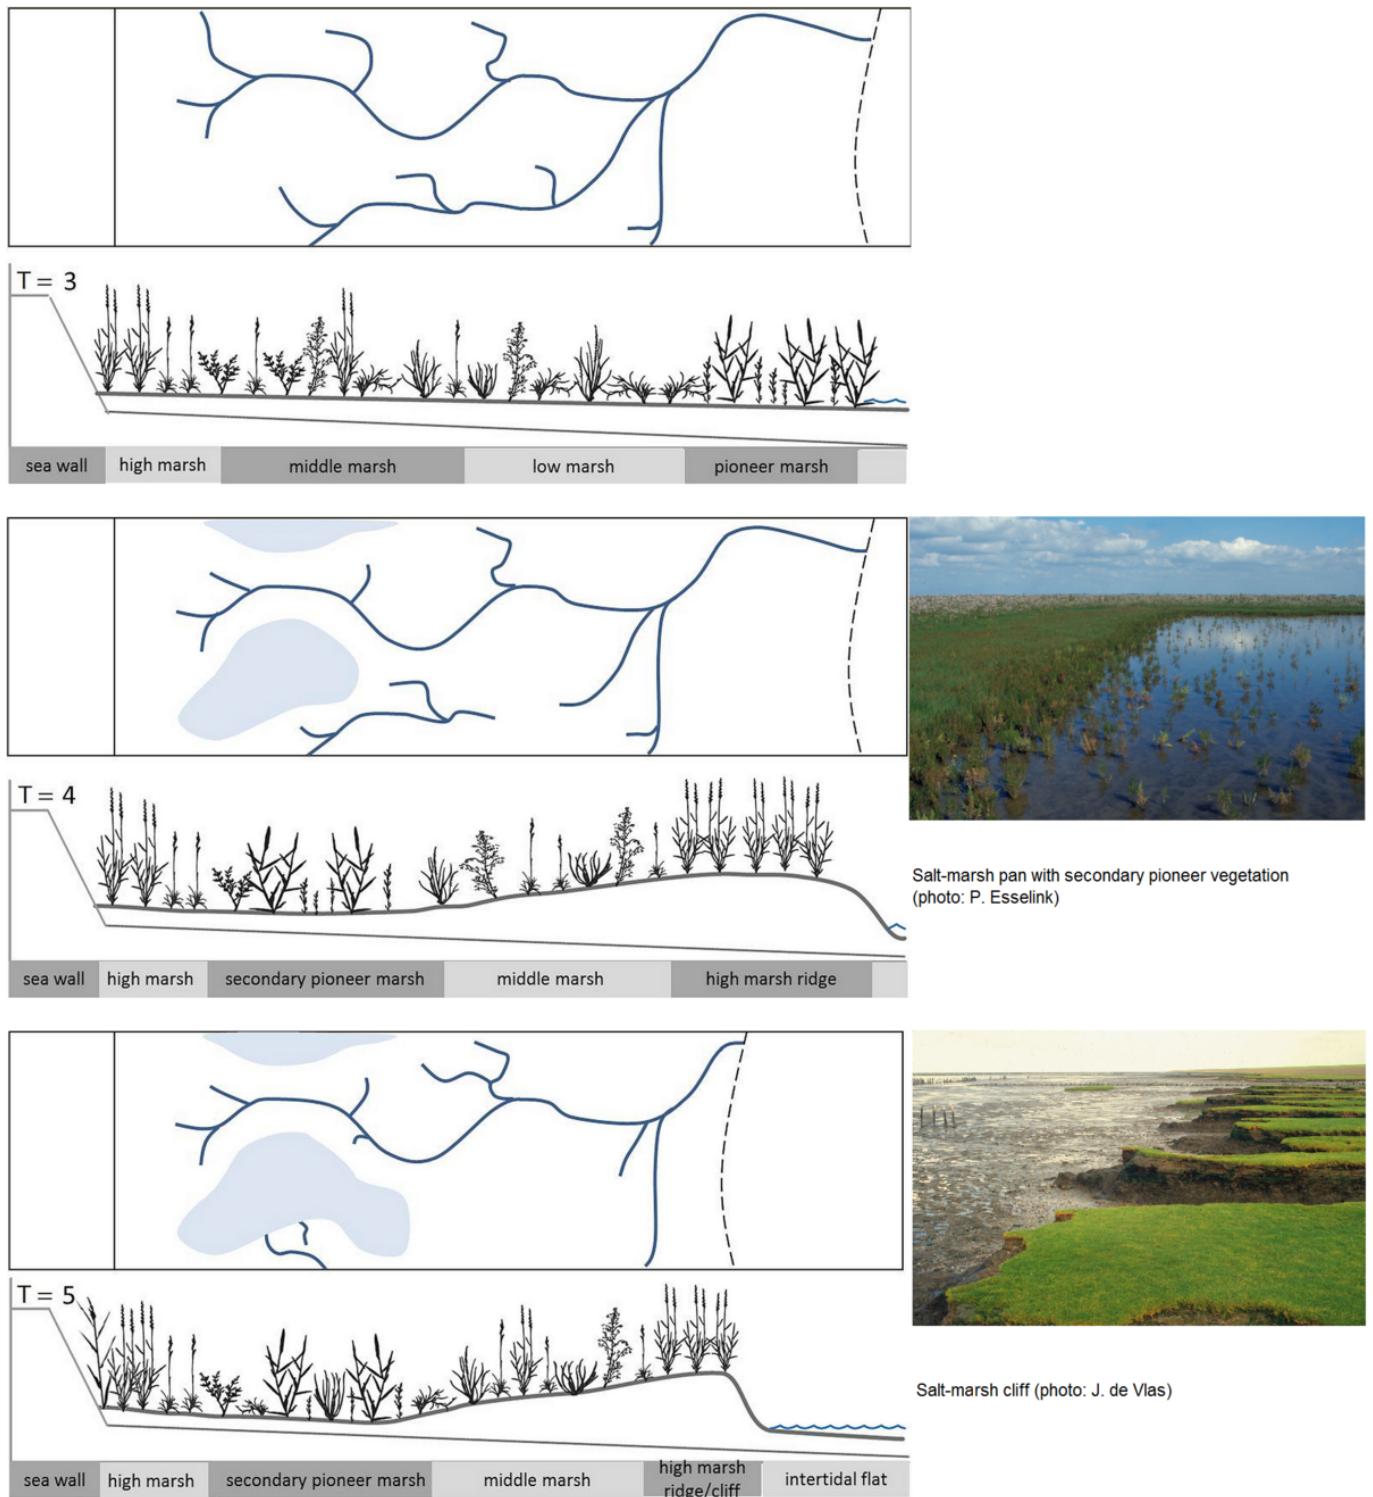 T = 3
sea wall
high marsh
middle marsh
low marsh
pioneer marsh
T = 4
sea wall
high marsh
secondary pioneer marsh
middle marsh
high marsh ridge
Salt-marsh pan with secondary pioneer vegetation
(photo: P. Esselink)
T = 5
sea wall
high marsh
secondary pioneer marsh
middle marsh
high marsh
ridge/cliff
intertidal flat
Salt-marsh cliff (photo: J. de Vlas)